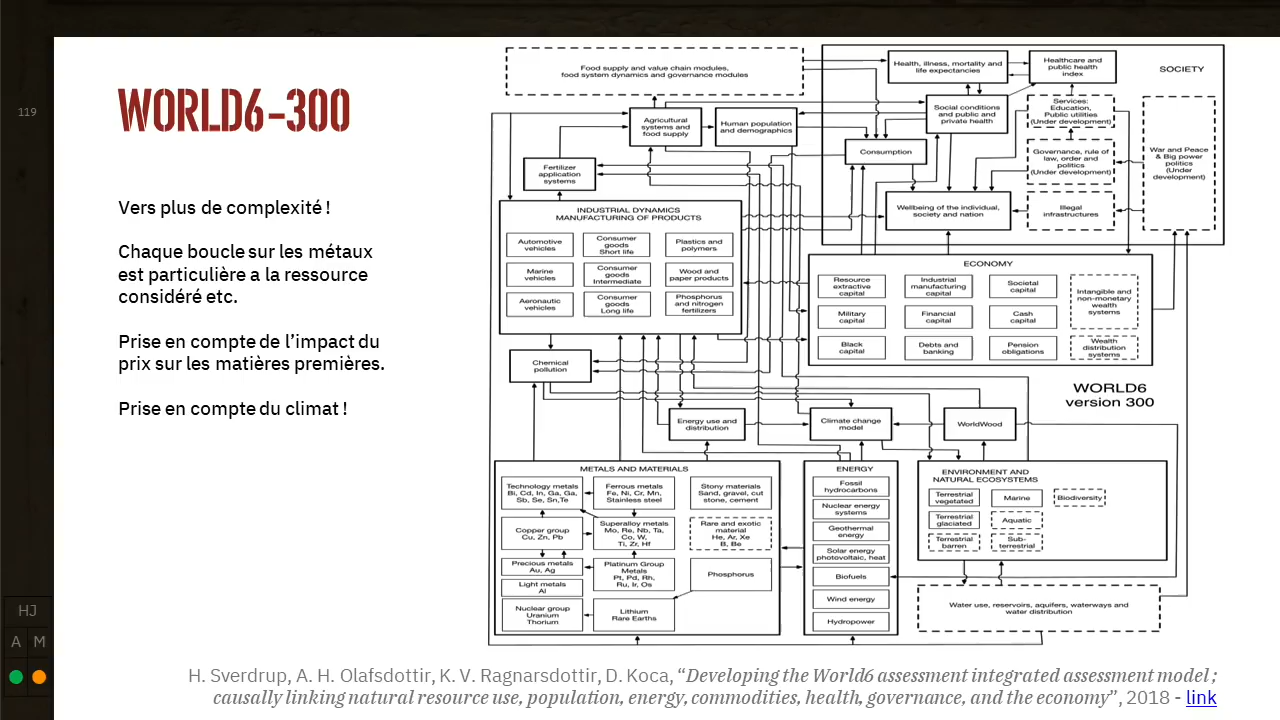 119
WORLD6-300
Vers plus de complexité !
Chaque boucle sur les métaux
est particulière a la ressource
considéré etc.
Prise en compte de l’impact du
prix sur les matières premières.
Prise en compte du climat !
HJ
A M
Food supply and value chain modules,
food system dynamics and governance modules
Health, illness, mortality and
life expectancies
Healthcare and
public health
index
SOCIETY
Agricultural
systems and
food supply
Human population
and demographics
Social conditions
and public and
private health
Services:
Education,
Public utilities
(Under development)
Consumption
Governance, rule of
law, order and
politics
(Under development)
War and Peace
& Big power
politics
(Under
development)
Fertilizer
application
systems
Wellbeing of the individual,
society and nation
Illegal
infrastructures
INDUSTRIAL DYNAMICS
MANUFACTURING OF PRODUCTS
Automotive
vehicles
Consumer
goods
Short life
Plastics and
polymers
Marine
vehicles
Consumer
goods
Intermediate
Wood and
paper products
Aeronautic
vehicles
Consumer
goods
Long life
Phosphorus
and nitrogen
fertilizers
ECONOMY
Resource
extractive
capital
Industrial
manufacturing
capital
Societal
capital
Intangible and
non-monetary
wealth
systems
Military
capital
Financial
capital
Cash
capital
Black
capital
Debts and
banking
Pension
obligations
Wealth
distribution
systems
Chemical
pollution
WORLD6
version 300
Energy use and
distribution
Climate change
model
WorldWood
METALS AND MATERIALS
Technology metals
Bi, Cd, In, Ga, Ga,
Sb, Se, Sn,Te
Ferrous metals
Fe, Ni, Cr, Mn,
Stainless steel
Stony materials
Sand, gravel, cut
stone, cement
Copper group
Cu, Zn, Pb
Superalloy metals
Mo, Re, Nb, Ta,
Co, W,
Ti, Zr, Hf
Rare and exotic
material
He, Ar, Xe
B, Be
Precious metals
Au, Ag
Platinum Group
Metals
Pt, Pd, Rh,
Ru, Ir, Os
Phosphorus
Light metals
Al
Nuclear group
Uranium
Thorium
Lithium
Rare Earths
ENERGY
Fossil
hydrocarbons
Nuclear energy
systems
Geothermal
energy
Solar energy
photovoltaic, heat
Biofuels
Wind energy
Hydropower
ENVIRONMENT AND
NATURAL ECOSYSTEMS
Terrestrial
vegetated
Marine
Biodiversity
Terrestrial
glaciated
Aquatic
Terrestrial
barren
Sub-
terrestrial
Water use, reservoirs, aquifers, waterways and
water distribution
H. Sverdrup, A. H. Olafsdottir, K. V. Ragnarsdottir, D. Koca, “Developing the World6 assessment integrated assessment model ;
causally linking natural resource use, population, energy, commodities, health, governance, and the economy”, 2018 - link